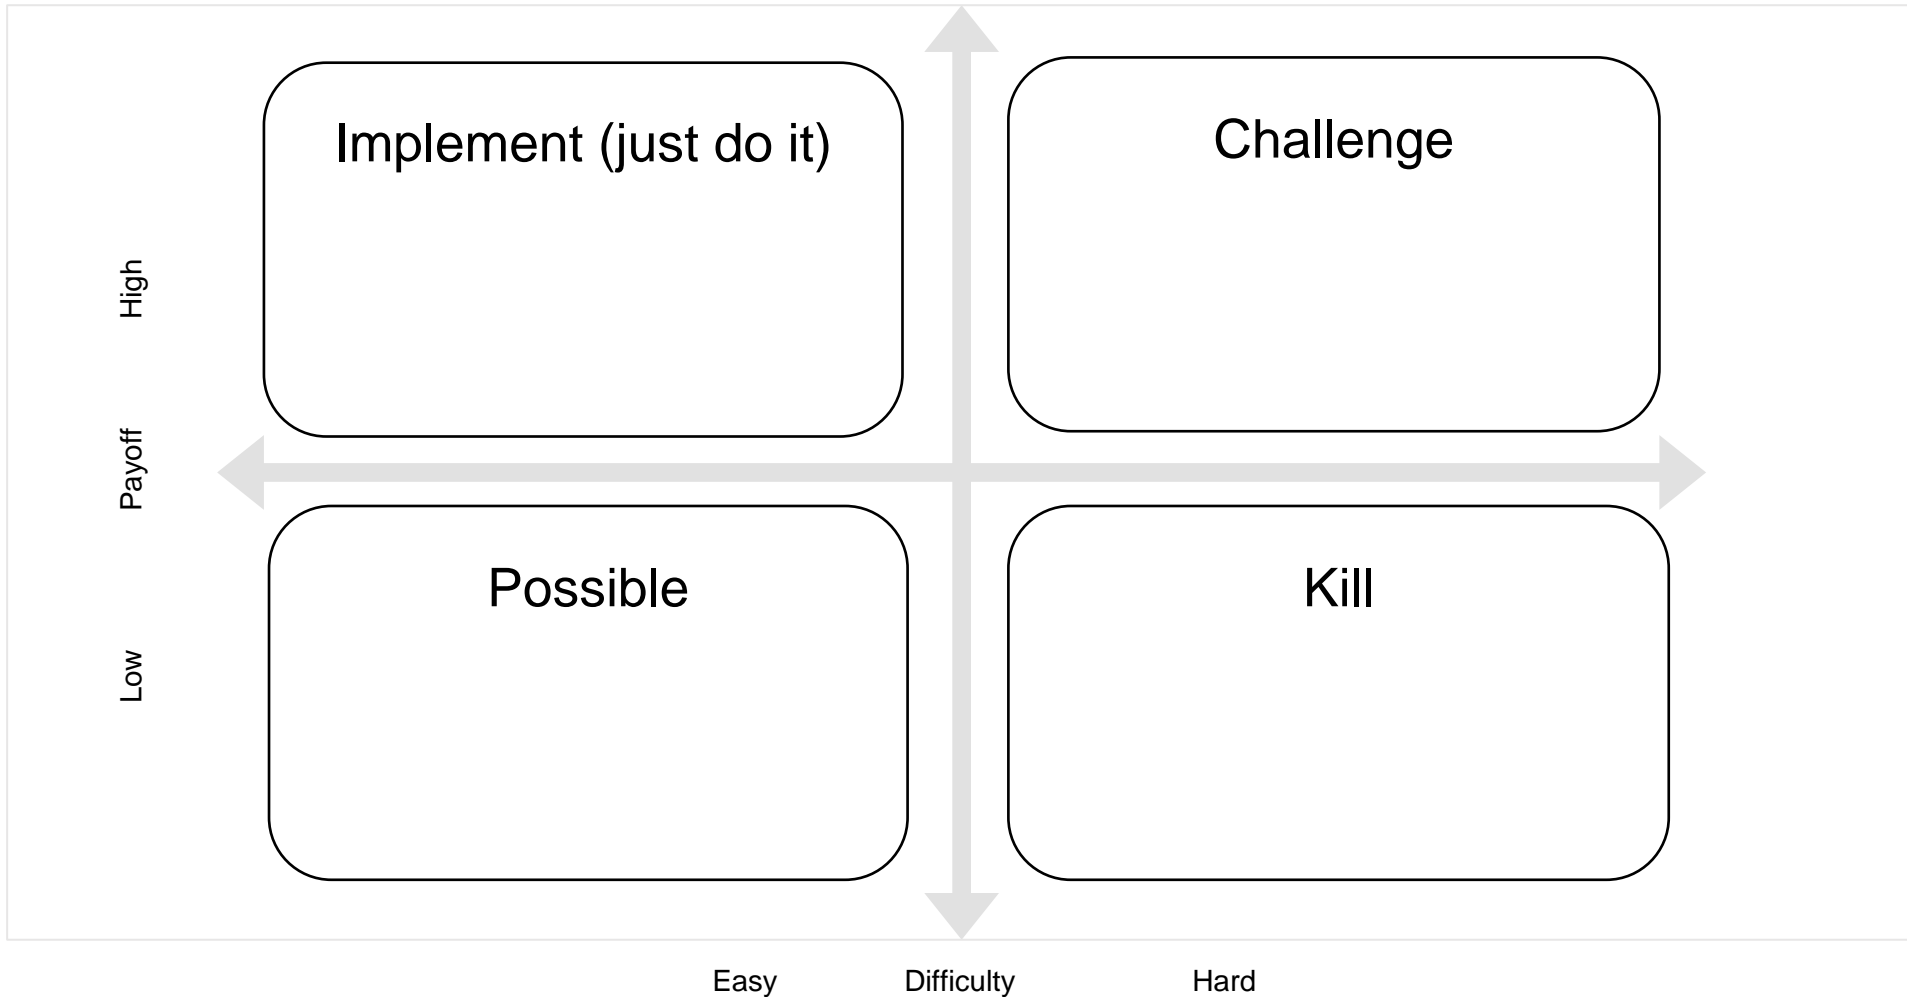 Implement (just do it)
Challenge
High
Payoff
Possible
Kill
Low
Easy Difficulty Hard